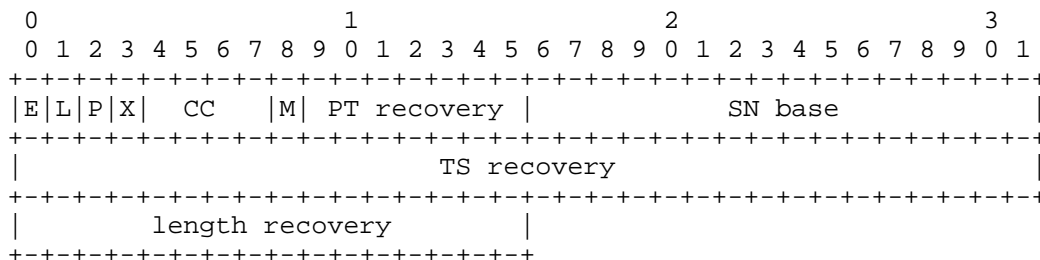 0                   1                   2                   3
 0 1 2 3 4 5 6 7 8 9 0 1 2 3 4 5 6 7 8 9 0 1 2 3 4 5 6 7 8 9 0 1
+-+-+-+-+-+-+-+-+-+-+-+-+-+-+-+-+-+-+-+-+-+-+-+-+-+-+-+-+-+-+-+-+
|E|L|P|X|  CC   |M| PT recovery |            SN base            |
+-+-+-+-+-+-+-+-+-+-+-+-+-+-+-+-+-+-+-+-+-+-+-+-+-+-+-+-+-+-+-+-+
|                          TS recovery                          |
+-+-+-+-+-+-+-+-+-+-+-+-+-+-+-+-+-+-+-+-+-+-+-+-+-+-+-+-+-+-+-+-+
|        length recovery        |
+-+-+-+-+-+-+-+-+-+-+-+-+-+-+-+-+